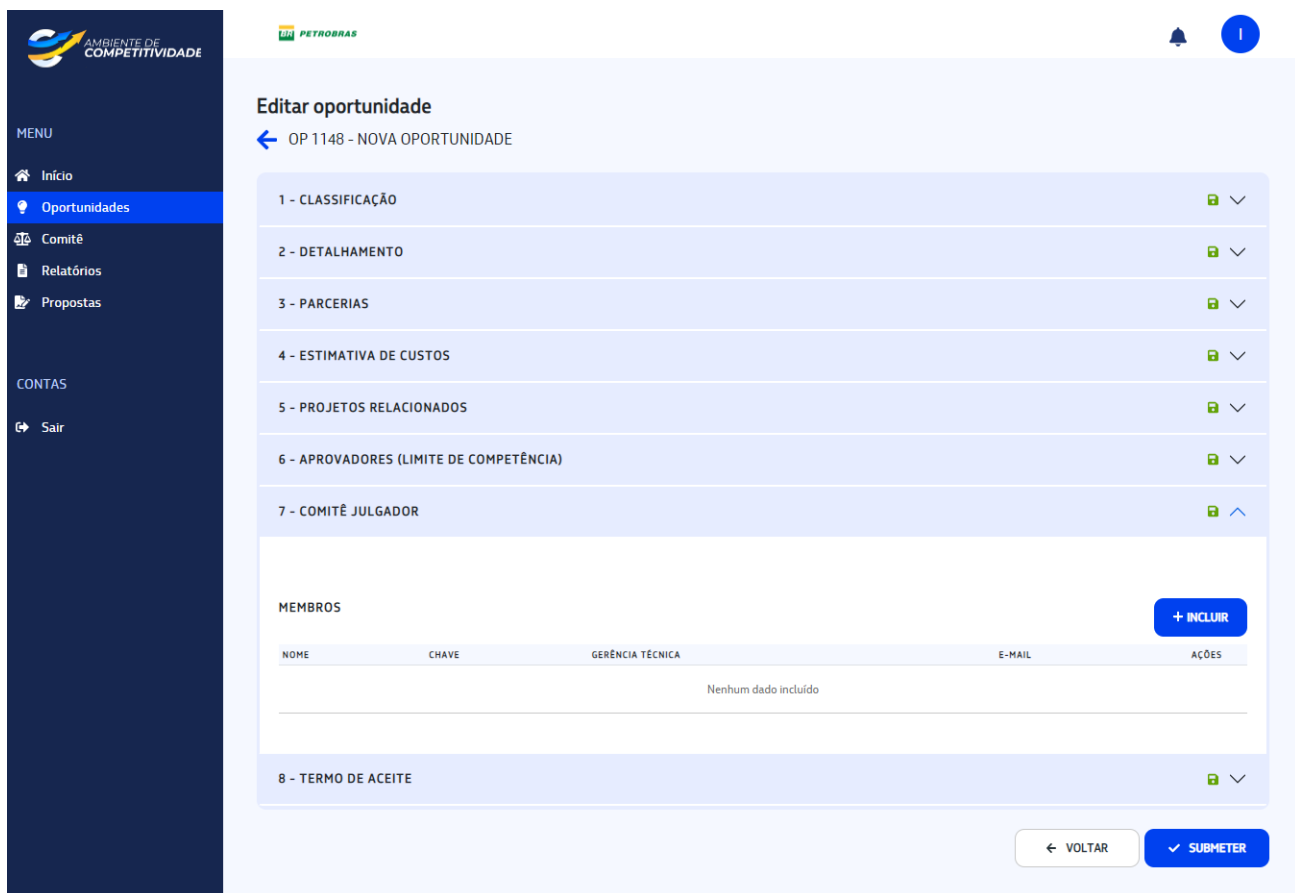 AMBIENTE DE
COMPETITIVIDADE
BR PETROBRAS
I
MENU
Início
Oportunidades
Comitê
Relatórios
Propostas
CONTAS
Sair
Editar oportunidade
OP 1148 - NOVA OPORTUNIDADE
1 - CLASSIFICAÇÃO
2 - DETALHAMENTO
3 - PARCERIAS
4 - ESTIMATIVA DE CUSTOS
5 - PROJETOS RELACIONADOS
6 - APROVADORES (LIMITE DE COMPETÊNCIA)
7 - COMITÊ JULGADOR
MEMBROS
+ INCLUIR
NOME CHAVE GERÊNCIA TÉCNICA E-MAIL AÇÕES
Nenhum dado incluído
8 - TERMO DE ACEITE
VOLTAR
SUBMETER